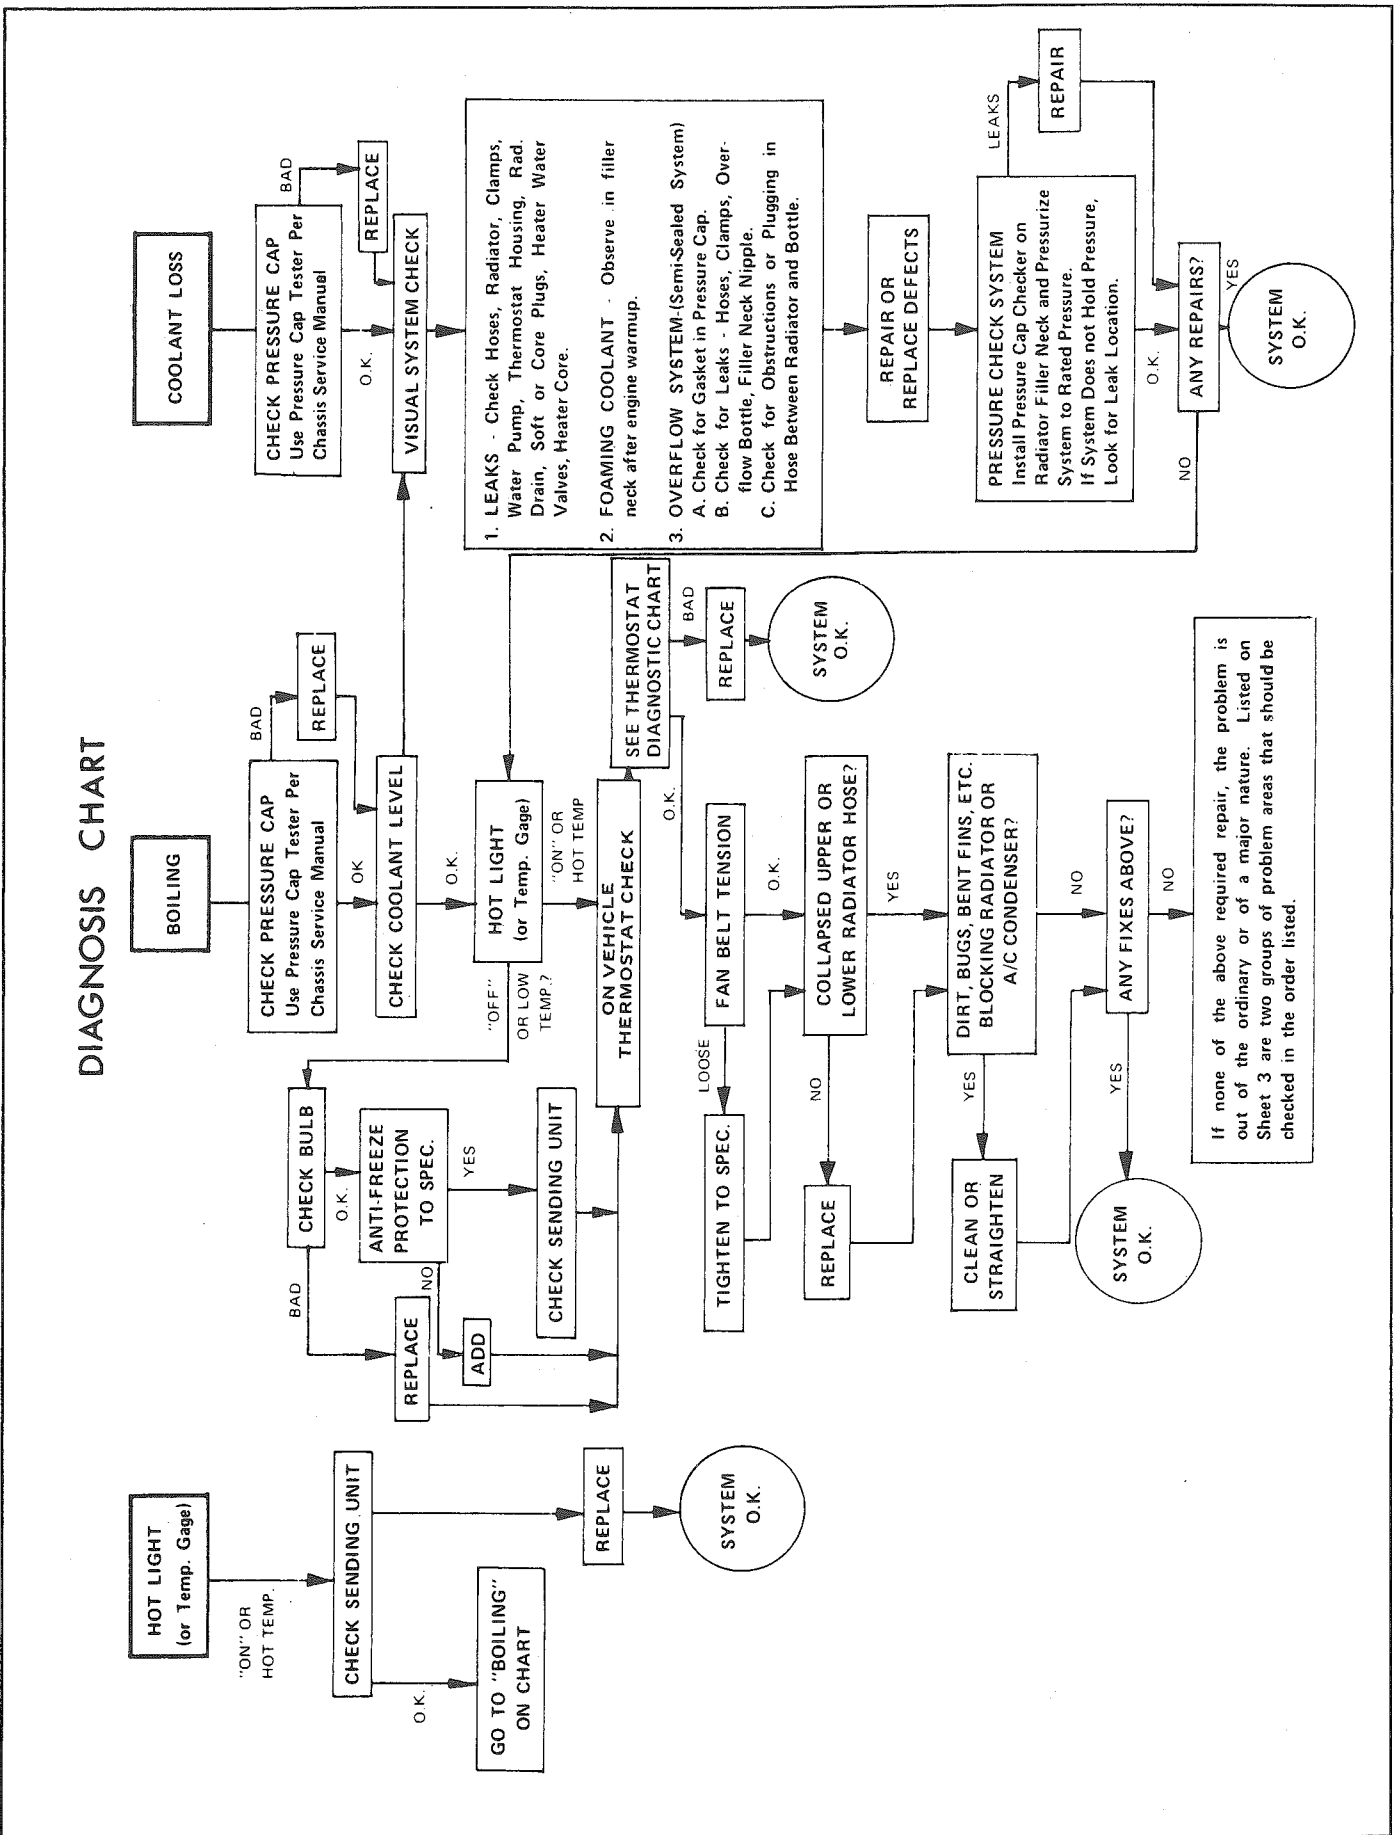 DIAGNOSIS CHART
HOT LIGHT
(or Temp. Gage)
"ON" OR
HOT TEMP.
CHECK SENDING UNIT
O.K.
GO TO "BOILING"
ON CHART
REPLACE
SYSTEM
O.K.
BOILING
CHECK PRESSURE CAP
Use Pressure Cap Tester Per
Chassis Service Manual
BAD
REPLACE
OK
CHECK COOLANT LEVEL
O.K.
HOT LIGHT
(or Temp. Gage)
"OFF"
OR LOW
TEMP.?
"ON" OR
HOT TEMP
CHECK BULB
BAD
O.K.
ANTI-FREEZE
PROTECTION
TO SPEC.
YES
NO
REPLACE
ADD
CHECK SENDING UNIT
ON VEHICLE
THERMOSTAT CHECK
SEE THERMOSTAT
DIAGNOSTIC CHART
BAD
REPLACE
SYSTEM
O.K.
O.K.
FAN BELT TENSION
LOOSE
O.K.
TIGHTEN TO SPEC.
COLLAPSED UPPER OR
LOWER RADIATOR HOSE?
NO
YES
REPLACE
DIRT, BUGS, BENT FINS, ETC.
BLOCKING RADIATOR OR
A/C CONDENSER?
YES
NO
CLEAN OR
STRAIGHTEN
ANY FIXES ABOVE?
YES
NO
SYSTEM
O.K.
If none of the above required repair, the problem is
out of the ordinary or of a major nature. Listed on
Sheet 3 are two groups of problem areas that should be
checked in the order listed.
COOLANT LOSS
CHECK PRESSURE CAP
Use Pressure Cap Tester Per
Chassis Service Manual
BAD
REPLACE
O.K.
VISUAL SYSTEM CHECK
1. LEAKS - Check Hoses, Radiator, Clamps,
Water Pump, Thermostat Housing, Rad.
Drain, Soft or Core Plugs, Heater Water
Valves, Heater Core.
2. FOAMING COOLANT - Observe in filler
neck after engine warmup.
3. OVERFLOW SYSTEM-(Semi-Sealed System)
A. Check for Gasket in Pressure Cap.
B. Check for Leaks - Hoses, Clamps, Over-
flow Bottle, Filler Neck Nipple.
C. Check for Obstructions or Plugging in
Hose Between Radiator and Bottle.
REPAIR OR
REPLACE DEFECTS
PRESSURE CHECK SYSTEM
Install Pressure Cap Checker on
Radiator Filler Neck and Pressurize
System to Rated Pressure.
If System Does not Hold Pressure,
Look for Leak Location.
LEAKS
REPAIR
O.K.
ANY REPAIRS?
NO
YES
SYSTEM
O.K.